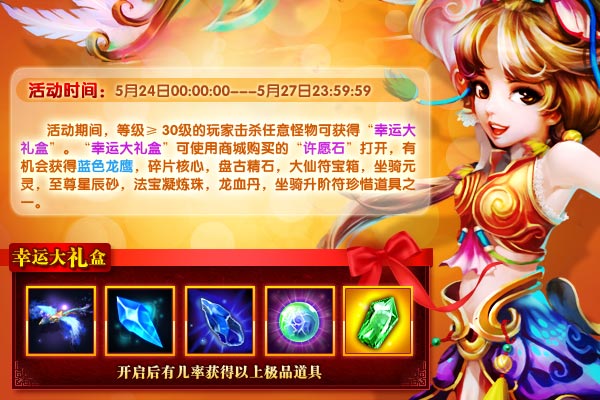 活动时间：5月24日00:00:00---5月27日23:59:59
活动期间，等级≥30级的玩家击杀任意怪物可获得“幸运大
礼盒”。“幸运大礼盒”可使用商城购买的“许愿石”打开，有
机会获得蓝色龙鹰，碎片核心，盘古精石，大仙符宝箱，坐骑元
灵，至尊星辰砂，法宝凝炼珠，龙血丹，坐骑升阶符珍惜道具之
一。
幸运大礼盒
开启后有几率获得以上极品道具